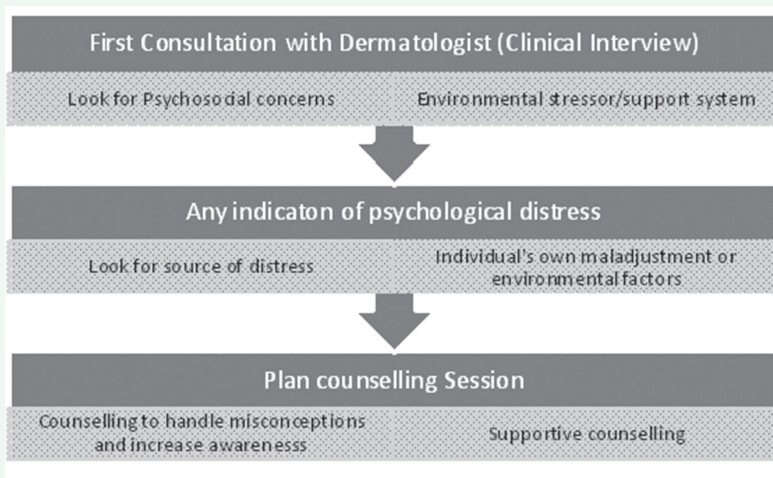 First Consultation with Dermatologist (Clinical Interview)
Look for Psychosocial concerns
Environmental stressor/support system
Any indicaton of psychological distress
Look for source of distress
Individual's own maladjustment or
environmental factors
Plan counselling Session
Counselling to handle misconceptions
and increase awarenesss
Supportive counselling